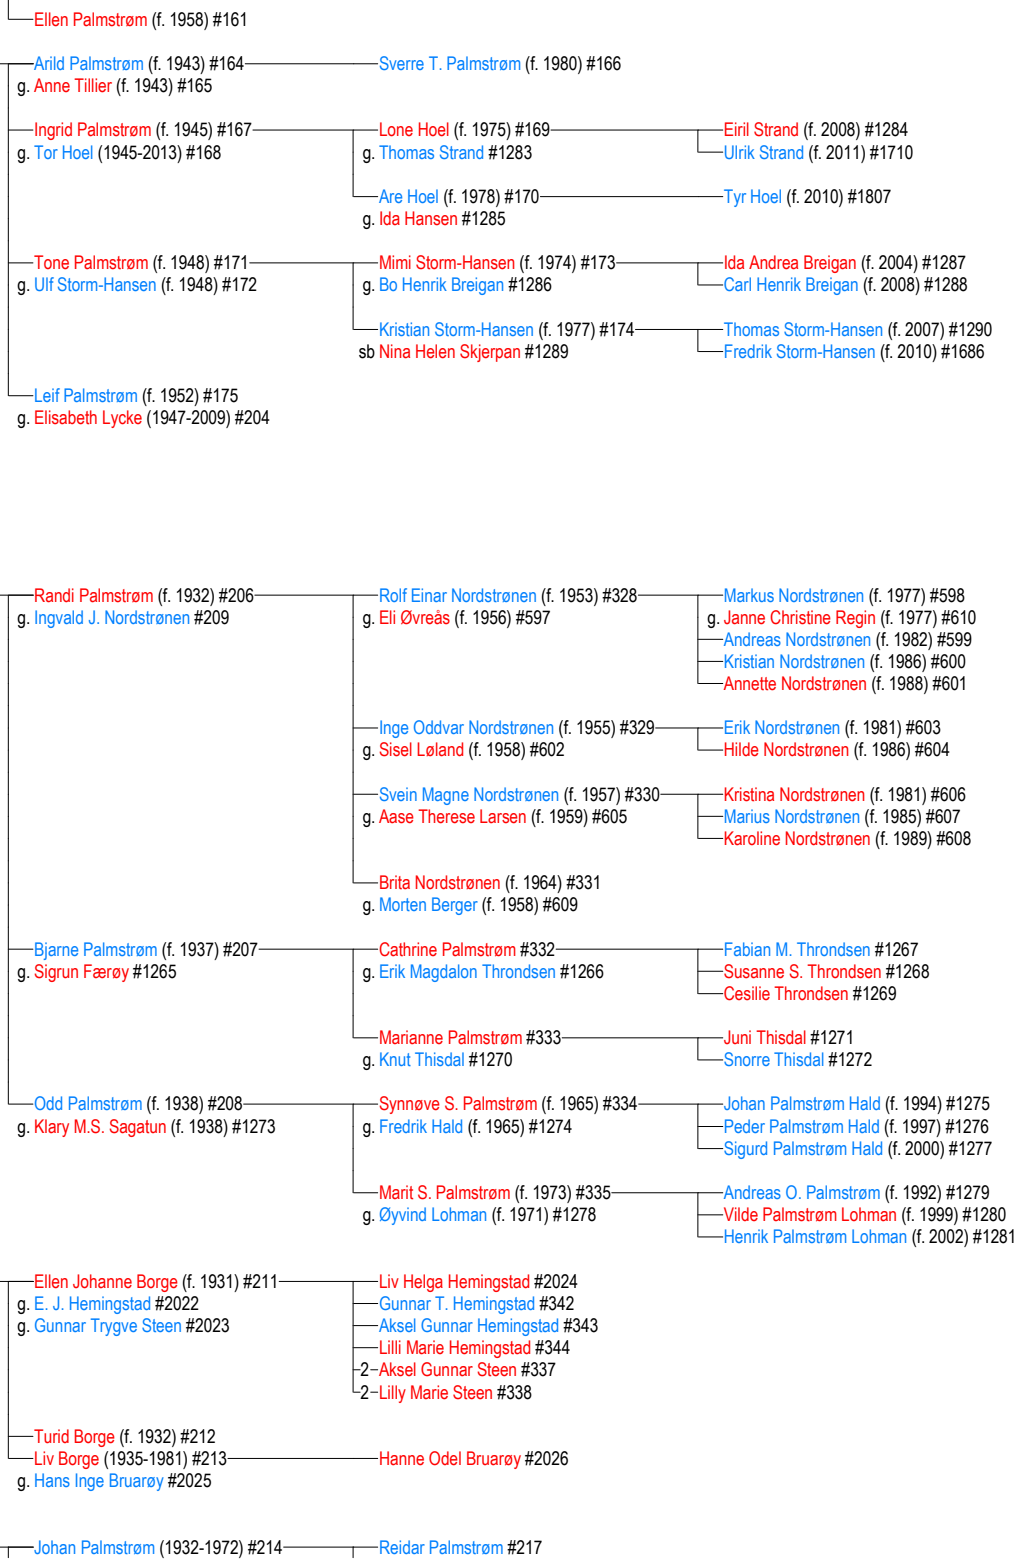 Ellen Palmstrøm (f. 1958) #161
Arild Palmstrøm (f. 1943) #164 Sverre T. Palmstrøm (f. 1980) #166
g. Anne Tillier (f. 1943) #165
Ingrid Palmstrøm (f. 1945) #167 Lone Hoel (f. 1975) #169 Eiril Strand (f. 2008) #1284
g. Tor Hoel (1945-2013) #168 g. Thomas Strand #1283 Ulrik Strand (f. 2011) #1710
Are Hoel (f. 1978) #170 Tyr Hoel (f. 2010) #1807
g. Ida Hansen #1285
Tone Palmstrøm (f. 1948) #171 Mimi Storm-Hansen (f. 1974) #173 Ida Andrea Breigan (f. 2004) #1287
g. Ulf Storm-Hansen (f. 1948) #172 g. Bo Henrik Breigan #1286 Carl Henrik Breigan (f. 2008) #1288
Kristian Storm-Hansen (f. 1977) #174 Thomas Storm-Hansen (f. 2007) #1290
sb Nina Helen Skjerpan #1289 Fredrik Storm-Hansen (f. 2010) #1686
Leif Palmstrøm (f. 1952) #175
g. Elisabeth Lycke (1947-2009) #204
Randi Palmstrøm (f. 1932) #206 Rolf Einar Nordstrønen (f. 1953) #328 Markus Nordstrønen (f. 1977) #598
g. Ingvald J. Nordstrønen #209 g. Eli Øvreås (f. 1956) #597 g. Janne Christine Regin (f. 1977) #610
Andreas Nordstrønen (f. 1982) #599
Kristian Nordstrønen (f. 1986) #600
Annette Nordstrønen (f. 1988) #601
Inge Oddvar Nordstrønen (f. 1955) #329 Erik Nordstrønen (f. 1981) #603
g. Sisel Løland (f. 1958) #602 Hilde Nordstrønen (f. 1986) #604
Svein Magne Nordstrønen (f. 1957) #330 Kristina Nordstrønen (f. 1981) #606
g. Aase Therese Larsen (f. 1959) #605 Marius Nordstrønen (f. 1985) #607
Karoline Nordstrønen (f. 1989) #608
Brita Nordstrønen (f. 1964) #331
g. Morten Berger (f. 1958) #609
Bjarne Palmstrøm (f. 1937) #207 Cathrine Palmstrøm #332 Fabian M. Throndsen #1267
g. Sigrun Færøy #1265 g. Erik Magdalon Throndsen #1266 Susanne S. Throndsen #1268
Cesilie Throndsen #1269
Marianne Palmstrøm #333 Juni Thisdal #1271
g. Knut Thisdal #1270 Snorre Thisdal #1272
Odd Palmstrøm (f. 1938) #208 Synnøve S. Palmstrøm (f. 1965) #334 Johan Palmstrøm Hald (f. 1994) #1275
g. Klary M.S. Sagatun (f. 1938) #1273 g. Fredrik Hald (f. 1965) #1274 Peder Palmstrøm Hald (f. 1997) #1276
Sigurd Palmstrøm Hald (f. 2000) #1277
Marit S. Palmstrøm (f. 1973) #335 Andreas O. Palmstrøm (f. 1992) #1279
g. Øyvind Lohman (f. 1971) #1278 Vilde Palmstrøm Lohman (f. 1999) #1280
Henrik Palmstrøm Lohman (f. 2002) #1281
Ellen Johanne Borge (f. 1931) #211 Liv Helga Hemingstad #2024
g. E. J. Hemingstad #2022 Gunnar T. Hemingstad #342
g. Gunnar Trygve Steen #2023 Aksel Gunnar Hemingstad #343
Lilli Marie Hemingstad #344
2 Aksel Gunnar Steen #337
2 Lilly Marie Steen #338
Turid Borge (f. 1932) #212
Liv Borge (1935-1981) #213 Hanne Odel Bruarøy #2026
g. Hans Inge Bruarøy #2025
Johan Palmstrøm (1932-1972) #214 Reidar Palmstrøm #217